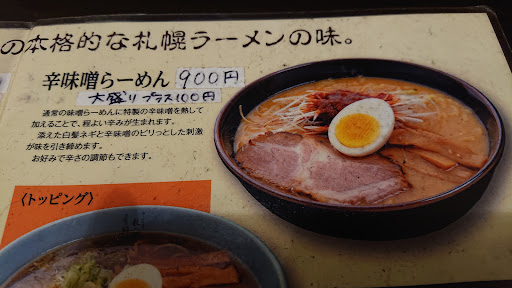 の本格的な札幌ラーメンの味。
辛味噌らーめん 900円
大盛り プラス100円
通常の味噌らーめんに特製の辛味噌を熱して
加えることで、程よい辛みが生まれます。
添えた白髪ネギと辛味噌のピリっとした刺激
が味を引き締めます。
お好みで辛さの調節もできます。
〈トッピング〉